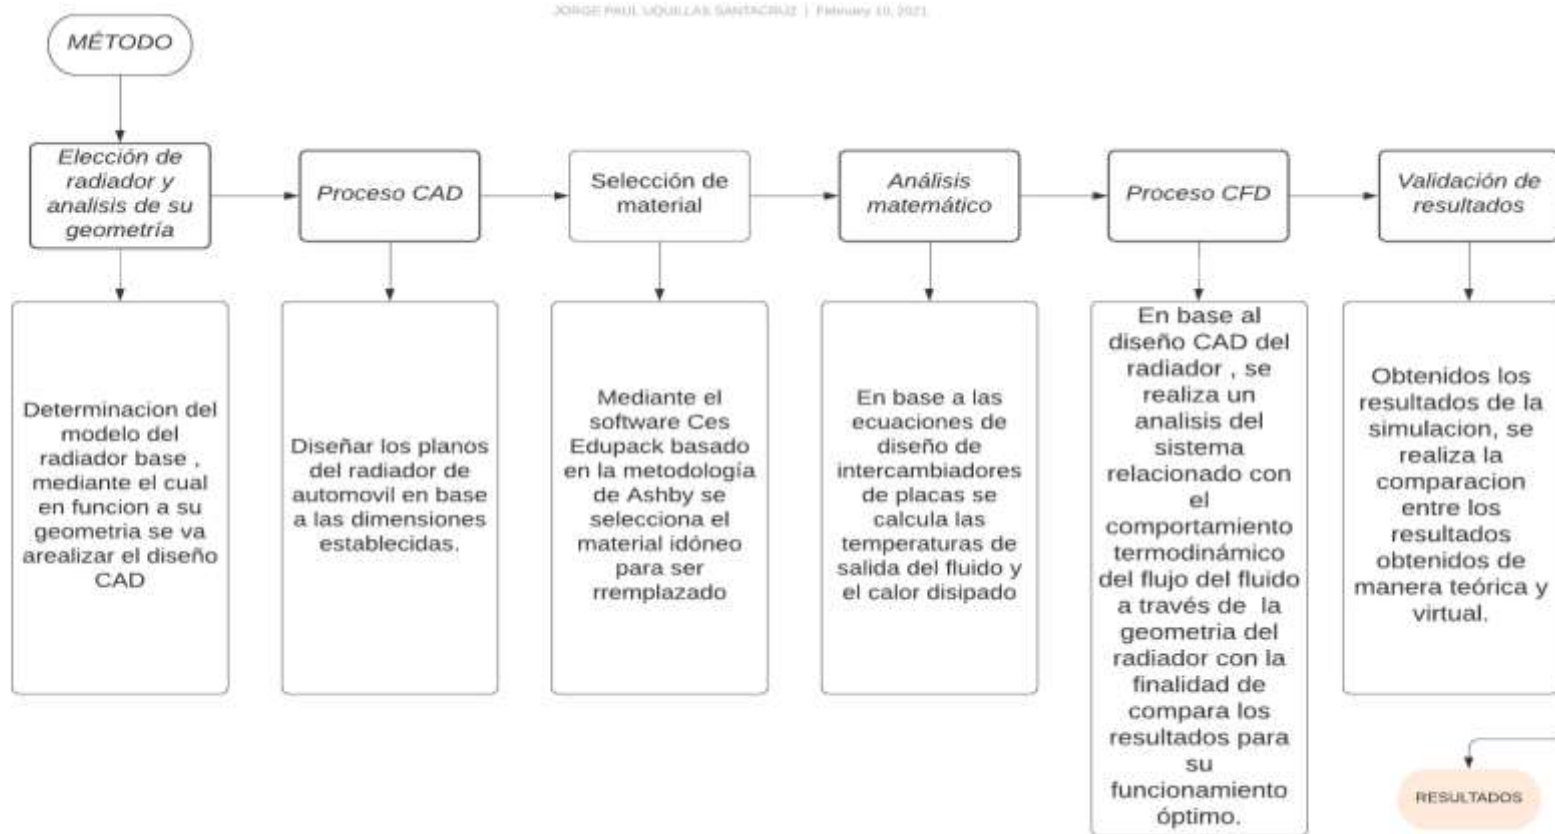 JORGE PAUL UQUILLAS SANTACRUZ | February 10, 2021
MÉTODO
Elección de
radiador y
analisis de su
geometría
Proceso CAD
Selección de
material
Análisis
matemático
Proceso CFD
Validación de
resultados
Determinacion del
modelo del
radiador base ,
mediante el cual
en funcion a su
geometria se va
arealizar el diseño
CAD
Diseñar los planos
del radiador de
automovil en base
a las dimensiones
establecidas.
Mediante el
software Ces
Edupack basado
en la metodología
de Ashby se
selecciona el
material idóneo
para ser
rremplazado
En base a las
ecuaciones de
diseño de
intercambiadores
de placas se
calcula las
temperaturas de
salida del fluido y
el calor disipado
En base al
diseño CAD del
radiador , se
realiza un
analisis del
sistema
relacionado con
el
comportamiento
termodinámico
del flujo del fluido
a través de la
geometria del
radiador con la
finalidad de
compara los
resultados para
su
funcionamiento
óptimo.
Obtenidos los
resultados de la
simulacion, se
realiza la
comparacion
entre los
resultados
obtenidos de
manera teórica y
virtual.
RESULTADOS